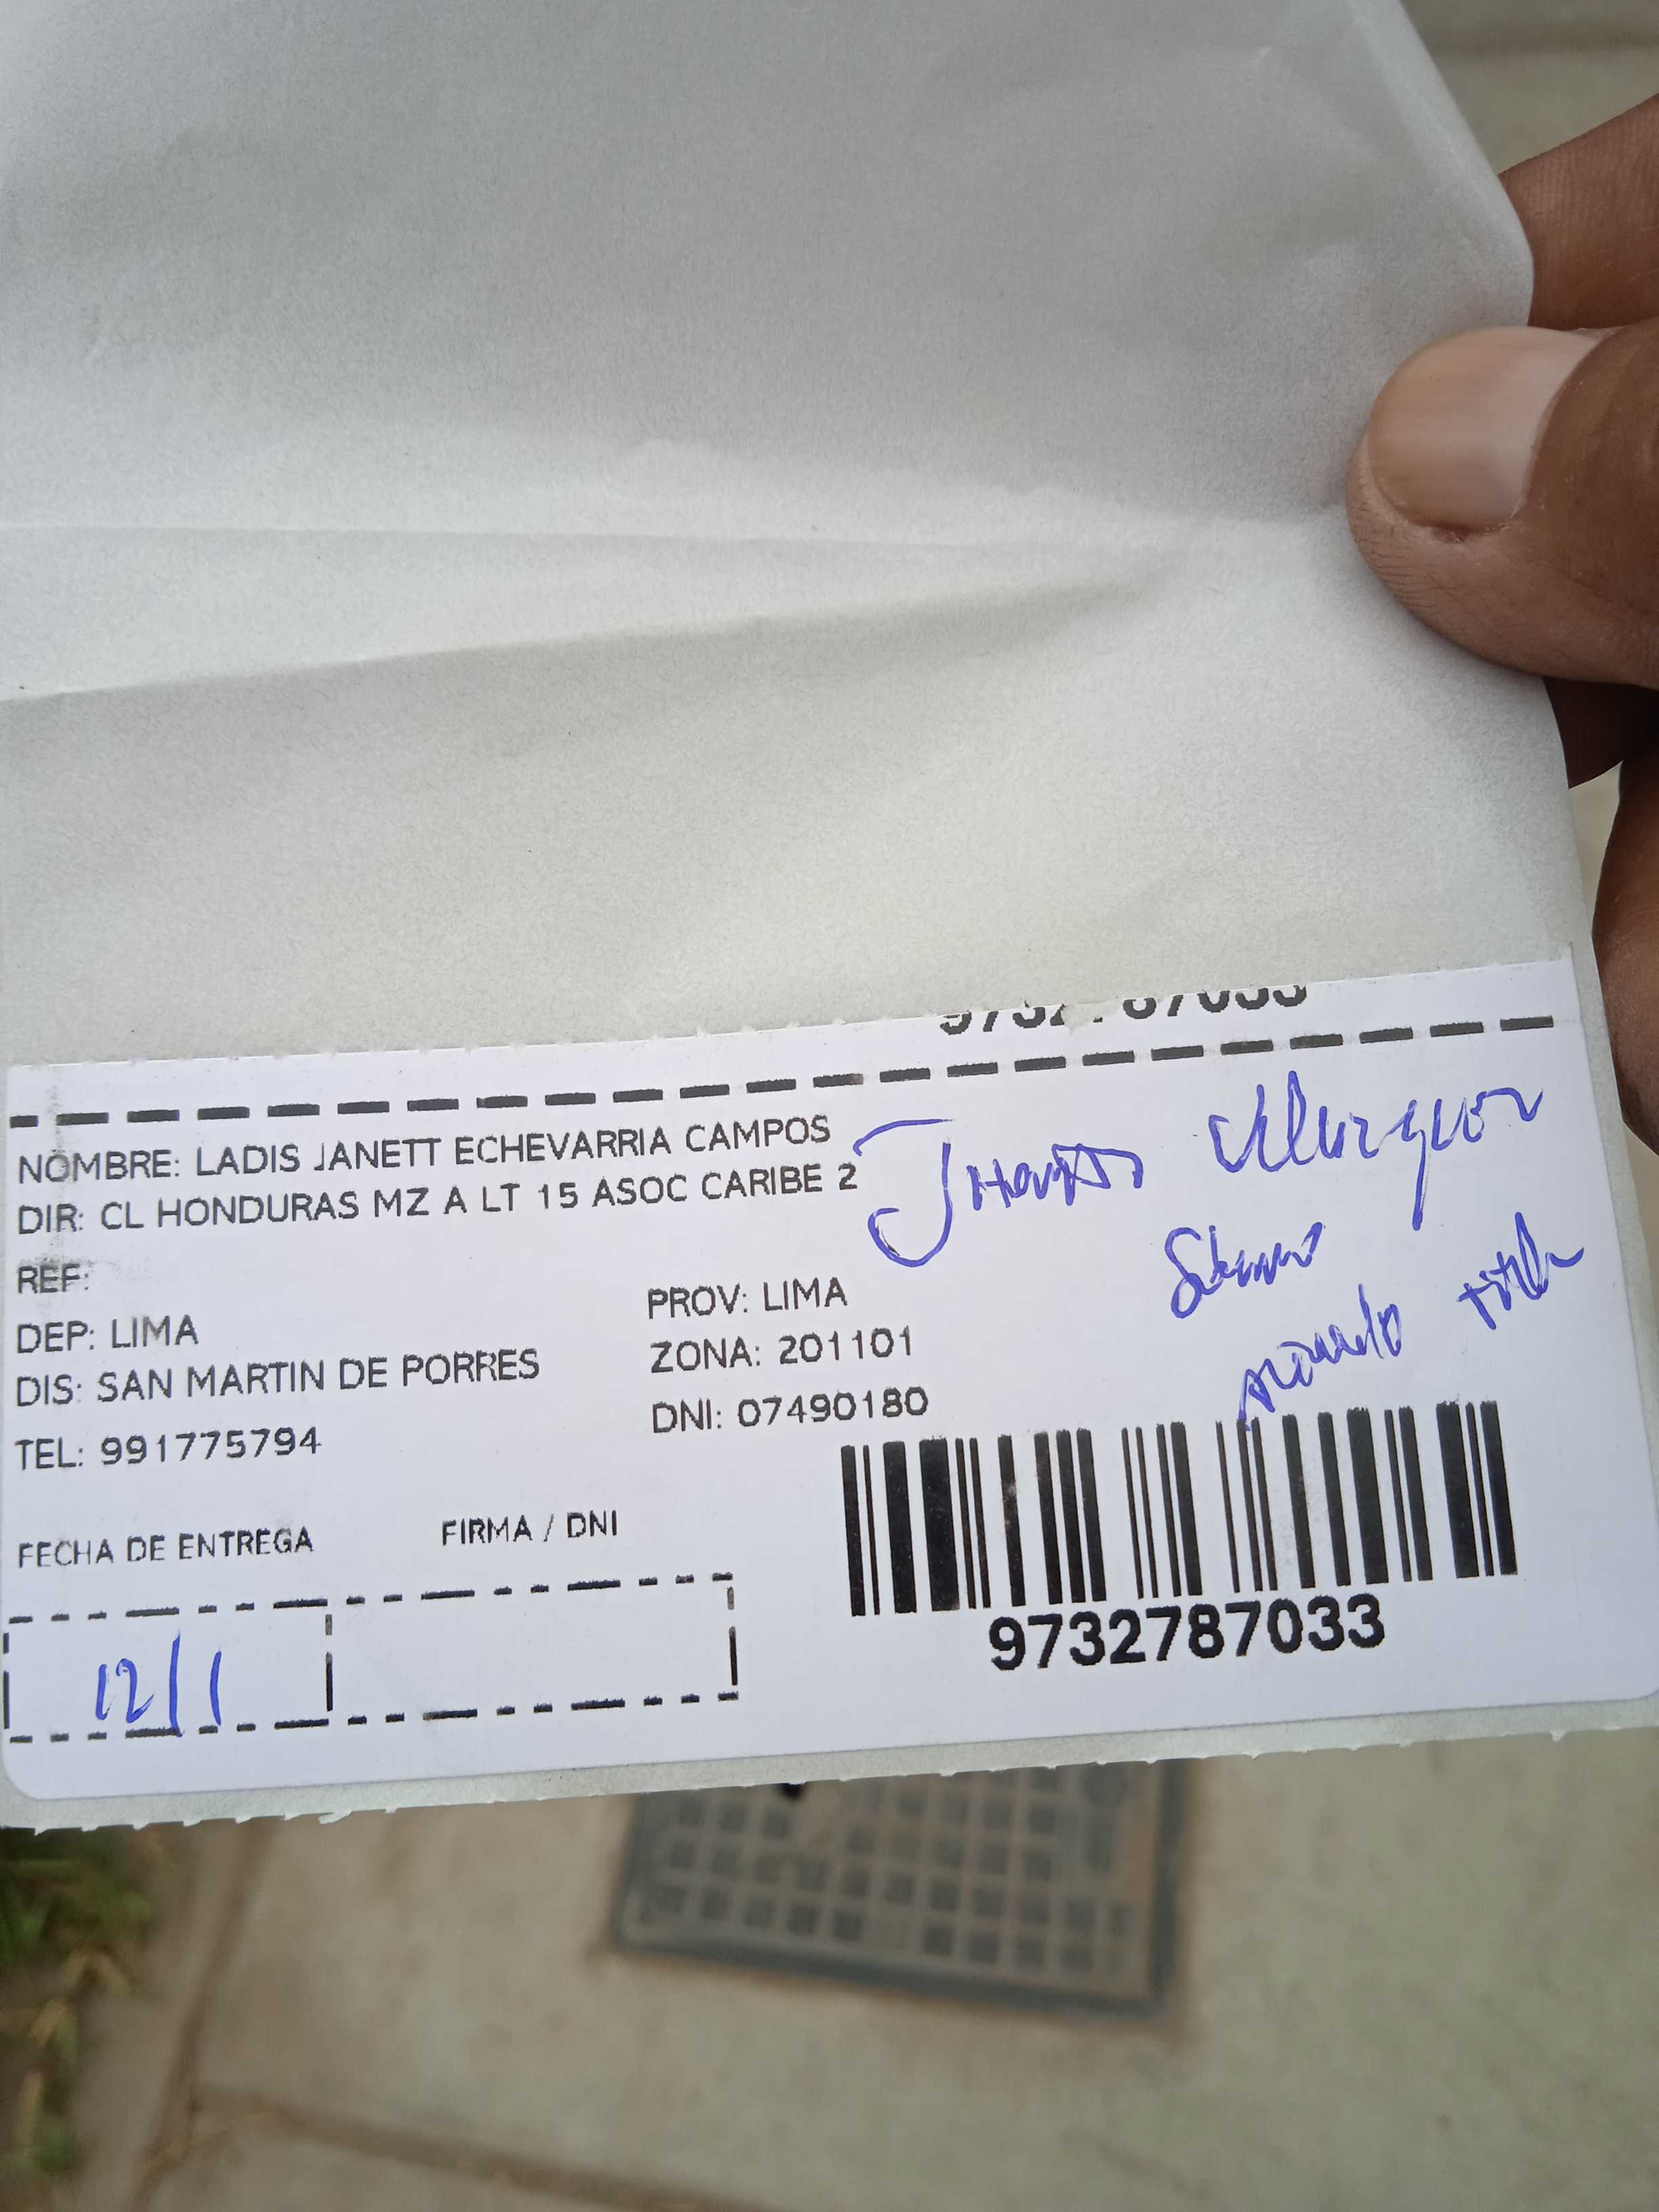 NOMBRE: LADIS JANETT ECHEVARRIA CAMPOS
DIR: CL HONDURAS MZ A LT 15 ASOC CARIBE 2
REF:
DEP: LIMA
PROV: LIMA
DIS: SAN MARTIN DE PORRES
ZONA: 201101
TEL: 991775794
DNI: 07490180
FECHA DE ENTREGA
FIRMA / DNI
12/1
9732787033